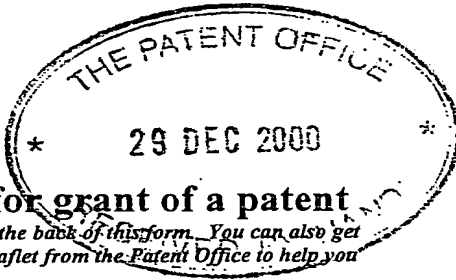 THE PATENT OFFICE
* 29 DEC 2000 *
for grant of a patent
the back of this form. You can also get
leaflet from the Patent Office to help you